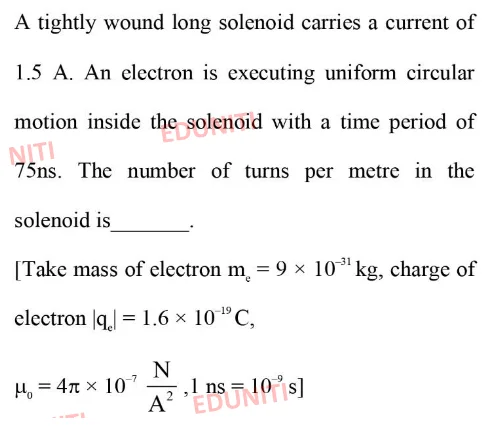 A tightly wound long solenoid carries a current of
1.5 A. An electron is executing uniform circular
motion inside the solenoid with a time period of
EDUNITI
NITI
75ns. The number of turns per metre in the
solenoid is_______.
[Take mass of electron mₑ = 9 × 10⁻³¹ kg, charge of
electron |qₑ| = 1.6 × 10⁻¹⁹ C,
μ₀ = 4π × 10⁻⁷ N/A² ,1 ns = 10⁻⁹ s]
EDUNITI